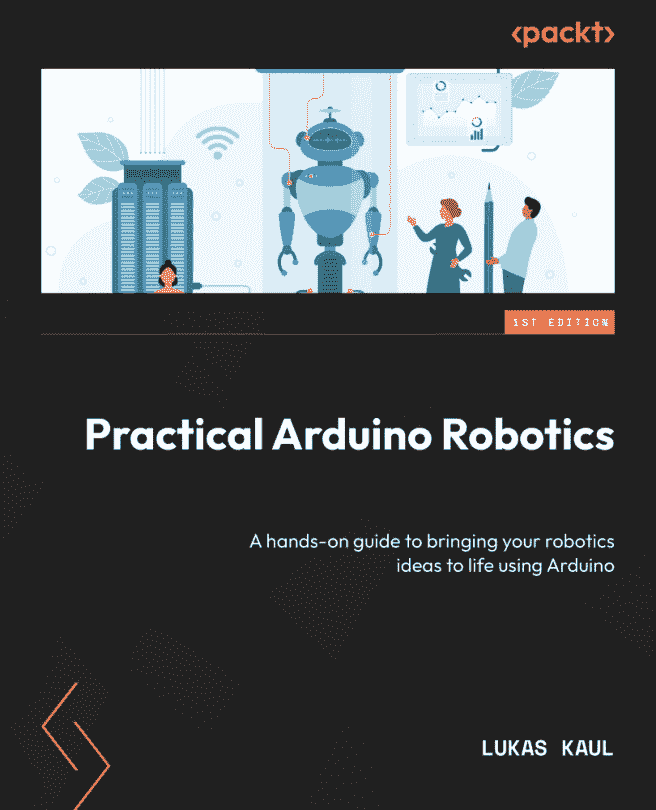 <packt>
1ST EDITION
Practical Arduino Robotics
A hands-on guide to bringing your robotics
ideas to life using Arduino
LUKAS KAUL